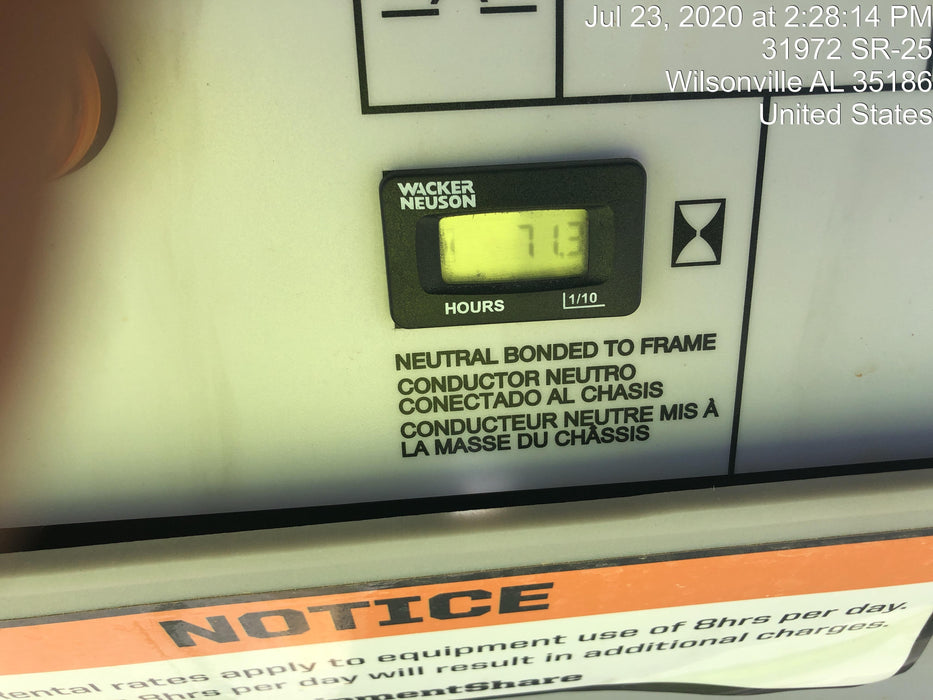 Jul 23, 2020 at 2:28:14 PM
31972 SR-25
Wilsonville AL 35186
United States
WACKER
NEUSON
71.3
HOURS 1/10
NEUTRAL BONDED TO FRAME
CONDUCTOR NEUTRO
CONECTADO AL CHASIS
CONDUCTEUR NEUTRE MIS À
LA MASSE DU CHÂSSIS
NOTICE
rates apply to equipment use of 8hrs per day.
8hrs per day will result in additional charges.